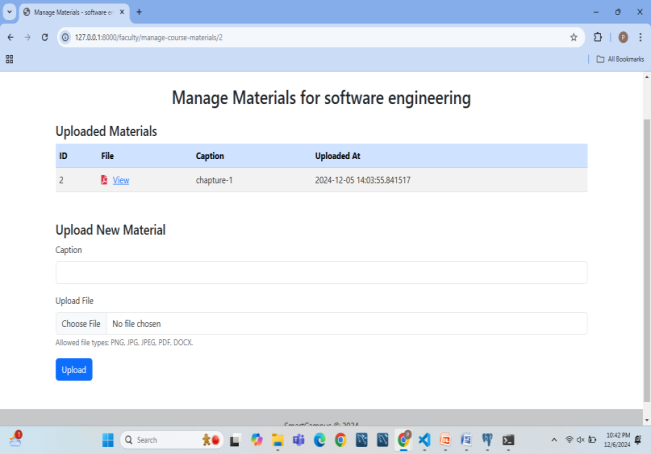 Manage Materials - software e
127.0.0.1:8000/faculty/manage-course-materials/2
All Bookmarks
Manage Materials for software engineering
Uploaded Materials
ID File Caption Uploaded At
2 View chapture-1 2024-12-05 14:03:55.841517
Upload New Material
Caption
Upload File
Choose File No file chosen
Allowed file types: PNG, JPG, JPEG, PDF, DOCX.
Upload
SmartCampus © 2024
Search
10:42 PM
12/6/2024